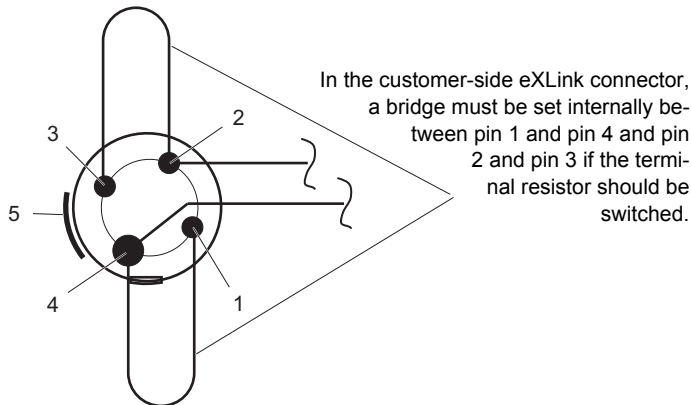 In the customer-side eXLink connector,
a bridge must be set internally be-
tween pin 1 and pin 4 and pin
2 and pin 3 if the termi-
nal resistor should be
switched.
3
2
5
4
1